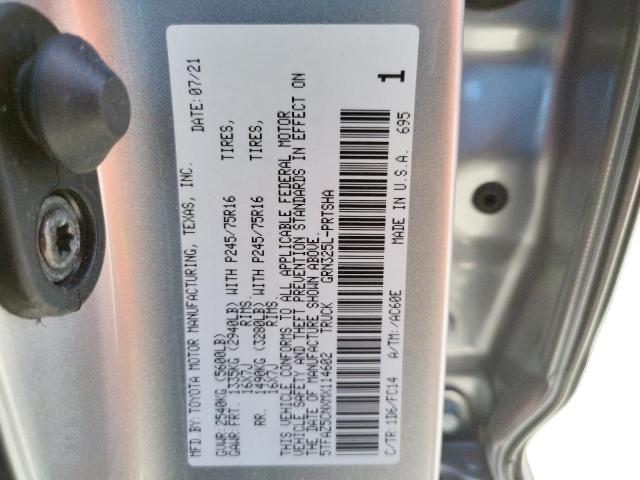 MFD BY: TOYOTA MOTOR MANUFACTURING, TEXAS, INC. DATE: 07/21
GVWR: 2540KG (5600LB)
GAWR: FRT. 1335KG (2940LB) WITH P245/75R16 TIRES,
16X7J RIMS.
RR. 1490KG (3280LB) WITH P245/75R16 TIRES,
16X7J RIMS.
THIS VEHICLE CONFORMS TO ALL APPLICABLE FEDERAL MOTOR
VEHICLE SAFETY AND THEFT PREVENTION STANDARDS IN EFFECT ON
THE DATE OF MANUFACTURE SHOWN ABOVE.
5TFAZ5CNXMX114602 TRUCK GRN325L-PRTSHA
C/TR: 1D6/FC14 A/TM: /AC60E MADE IN U.S.A. 695
1